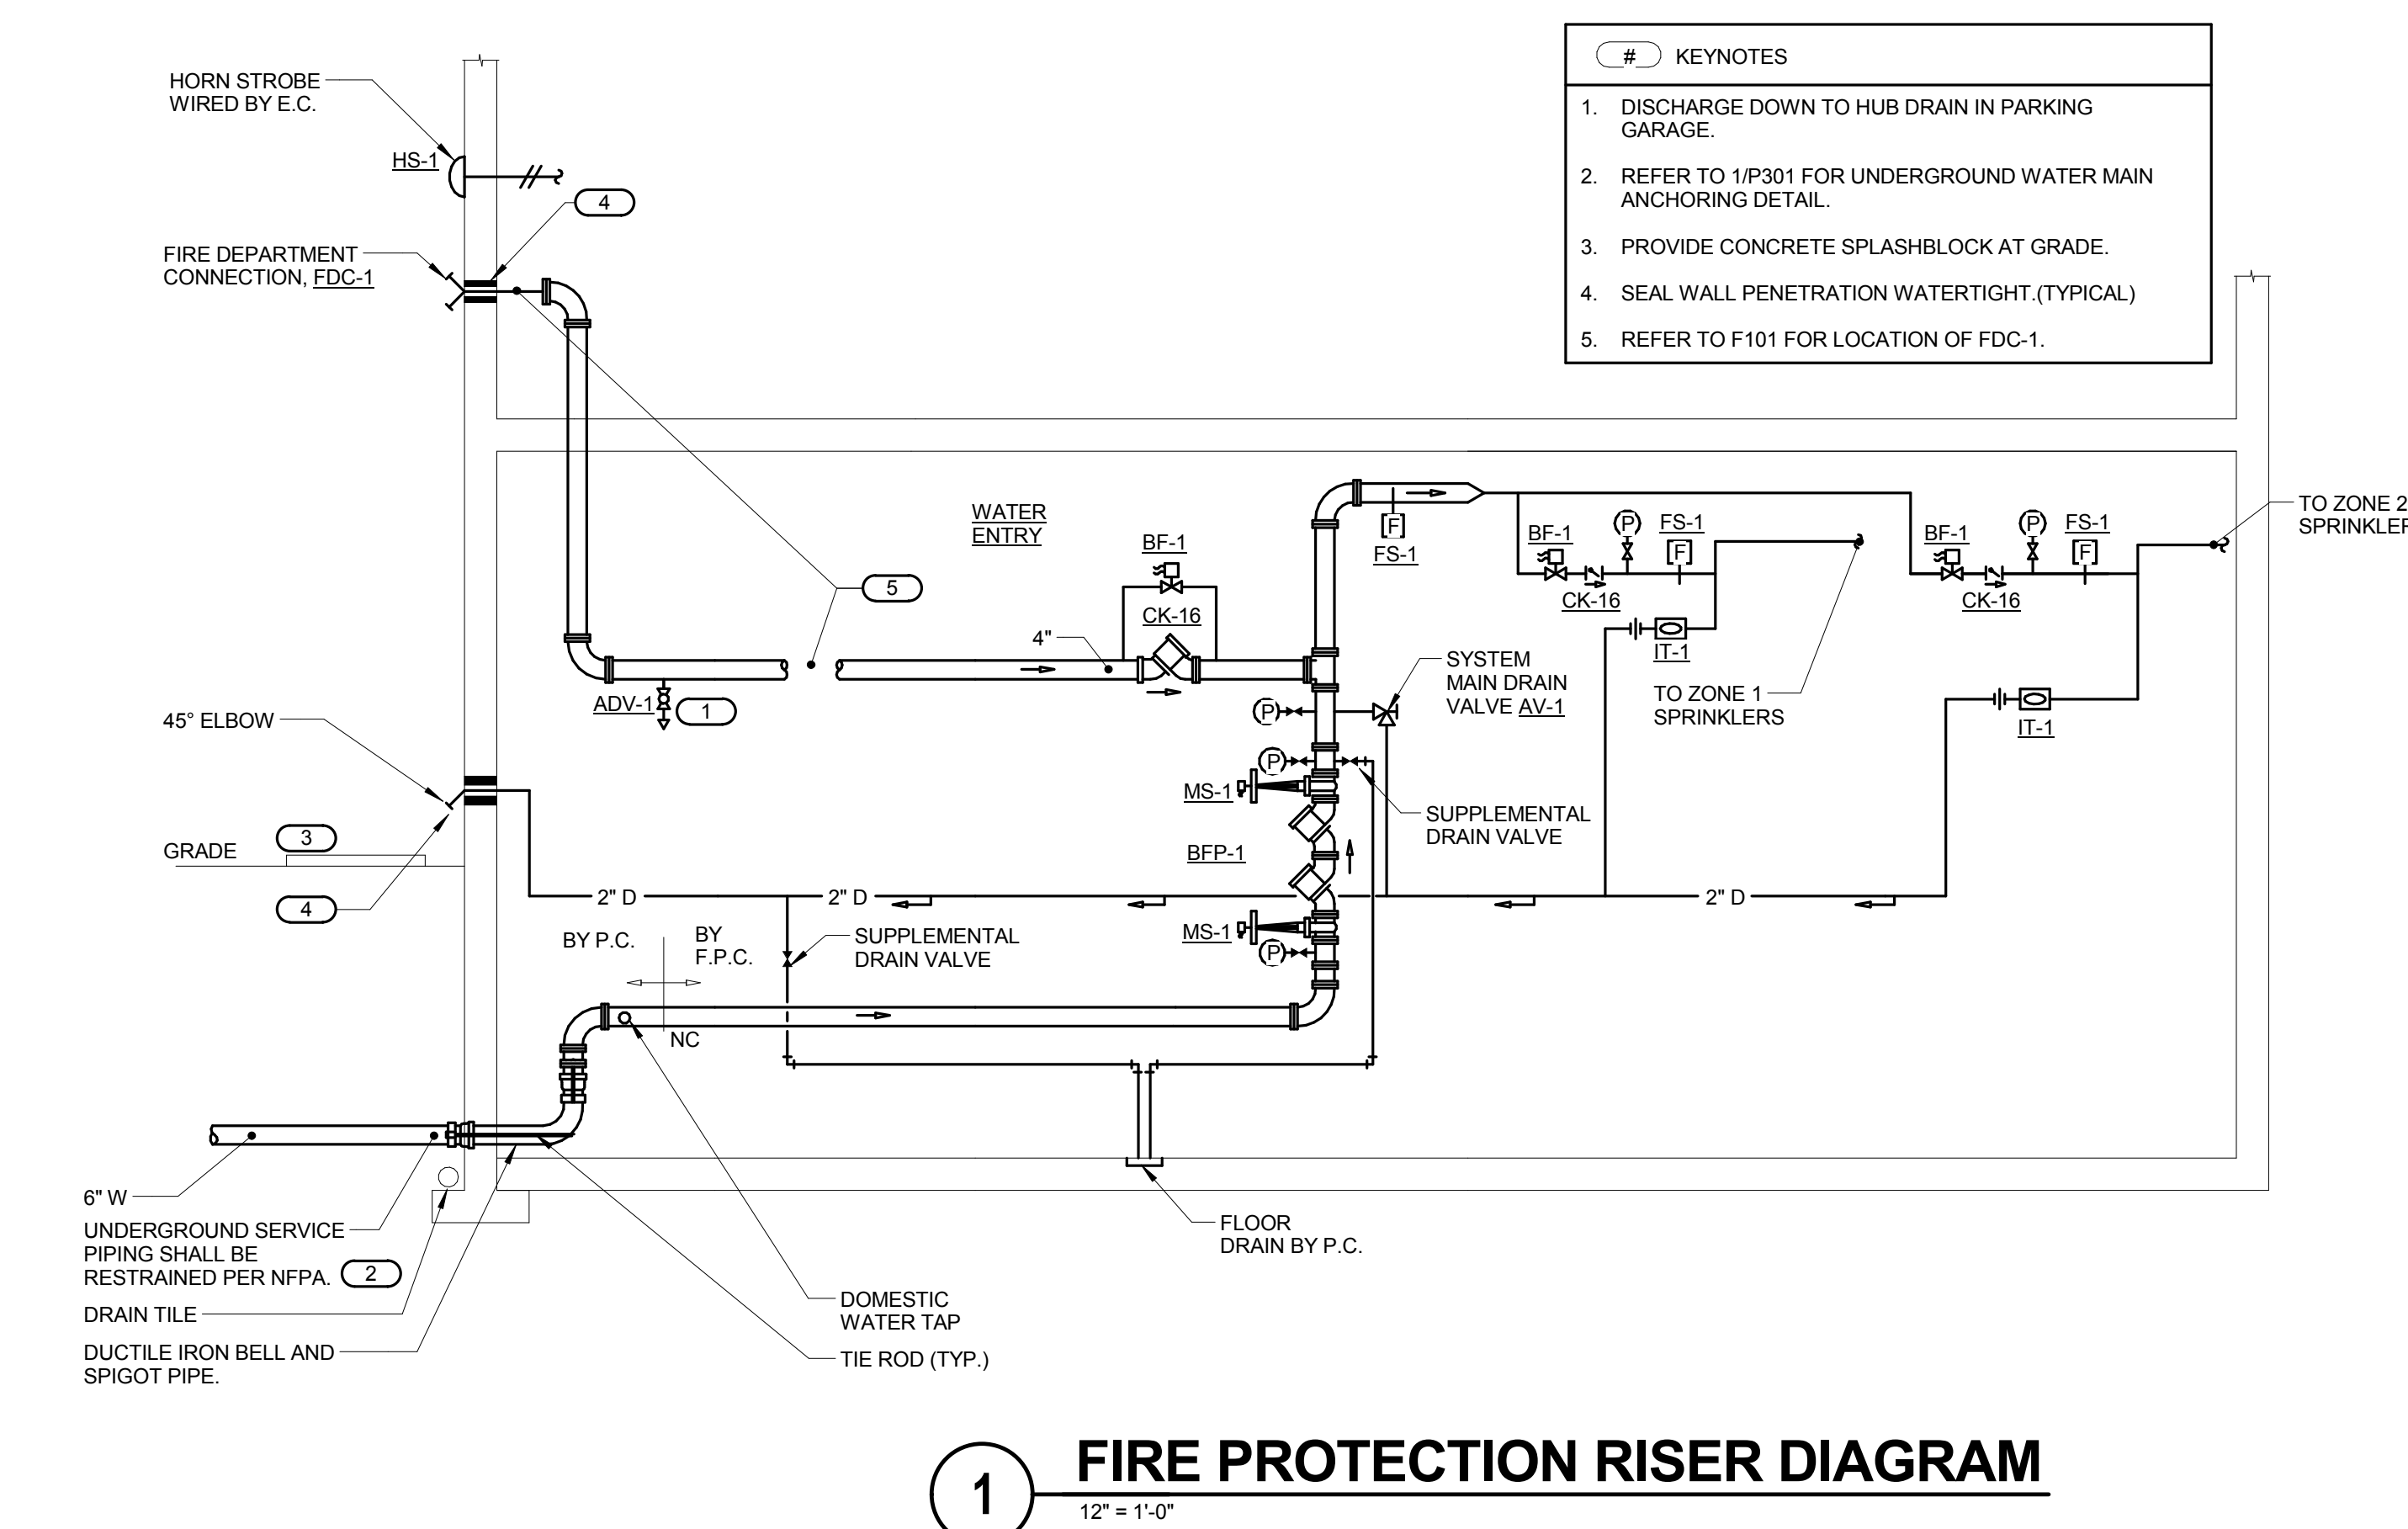 # KEYNOTES
1. DISCHARGE DOWN TO HUB DRAIN IN PARKING
GARAGE.
2. REFER TO 1/P301 FOR UNDERGROUND WATER MAIN
ANCHORING DETAIL.
3. PROVIDE CONCRETE SPLASHBLOCK AT GRADE.
4. SEAL WALL PENETRATION WATERTIGHT.(TYPICAL)
5. REFER TO F101 FOR LOCATION OF FDC-1.
HORN STROBE
WIRED BY E.C.
HS-1
4
FIRE DEPARTMENT
CONNECTION, FDC-1
WATER
ENTRY
BF-1
CK-16
5
4"
ADV-1
1
F
FS-1
BF-1
P
FS-1
F
CK-16
IT-1
TO ZONE 1
SPRINKLERS
BF-1
P
FS-1
F
CK-16
IT-1
TO ZONE 2
SYSTEM
MAIN DRAIN
VALVE AV-1
P
P
MS-1
SUPPLEMENTAL
DRAIN VALVE
BFP-1
MS-1
P
45° ELBOW
3
GRADE
4
2" D
2" D
2" D
BY P.C.
BY
F.P.C.
SUPPLEMENTAL
DRAIN VALVE
NC
6" W
UNDERGROUND SERVICE
PIPING SHALL BE
RESTRAINED PER NFPA.
2
DRAIN TILE
DUCTILE IRON BELL AND
SPIGOT PIPE.
FLOOR
DRAIN BY P.C.
DOMESTIC
WATER TAP
TIE ROD (TYP.)
1
FIRE PROTECTION RISER DIAGRAM
12" = 1'-0"